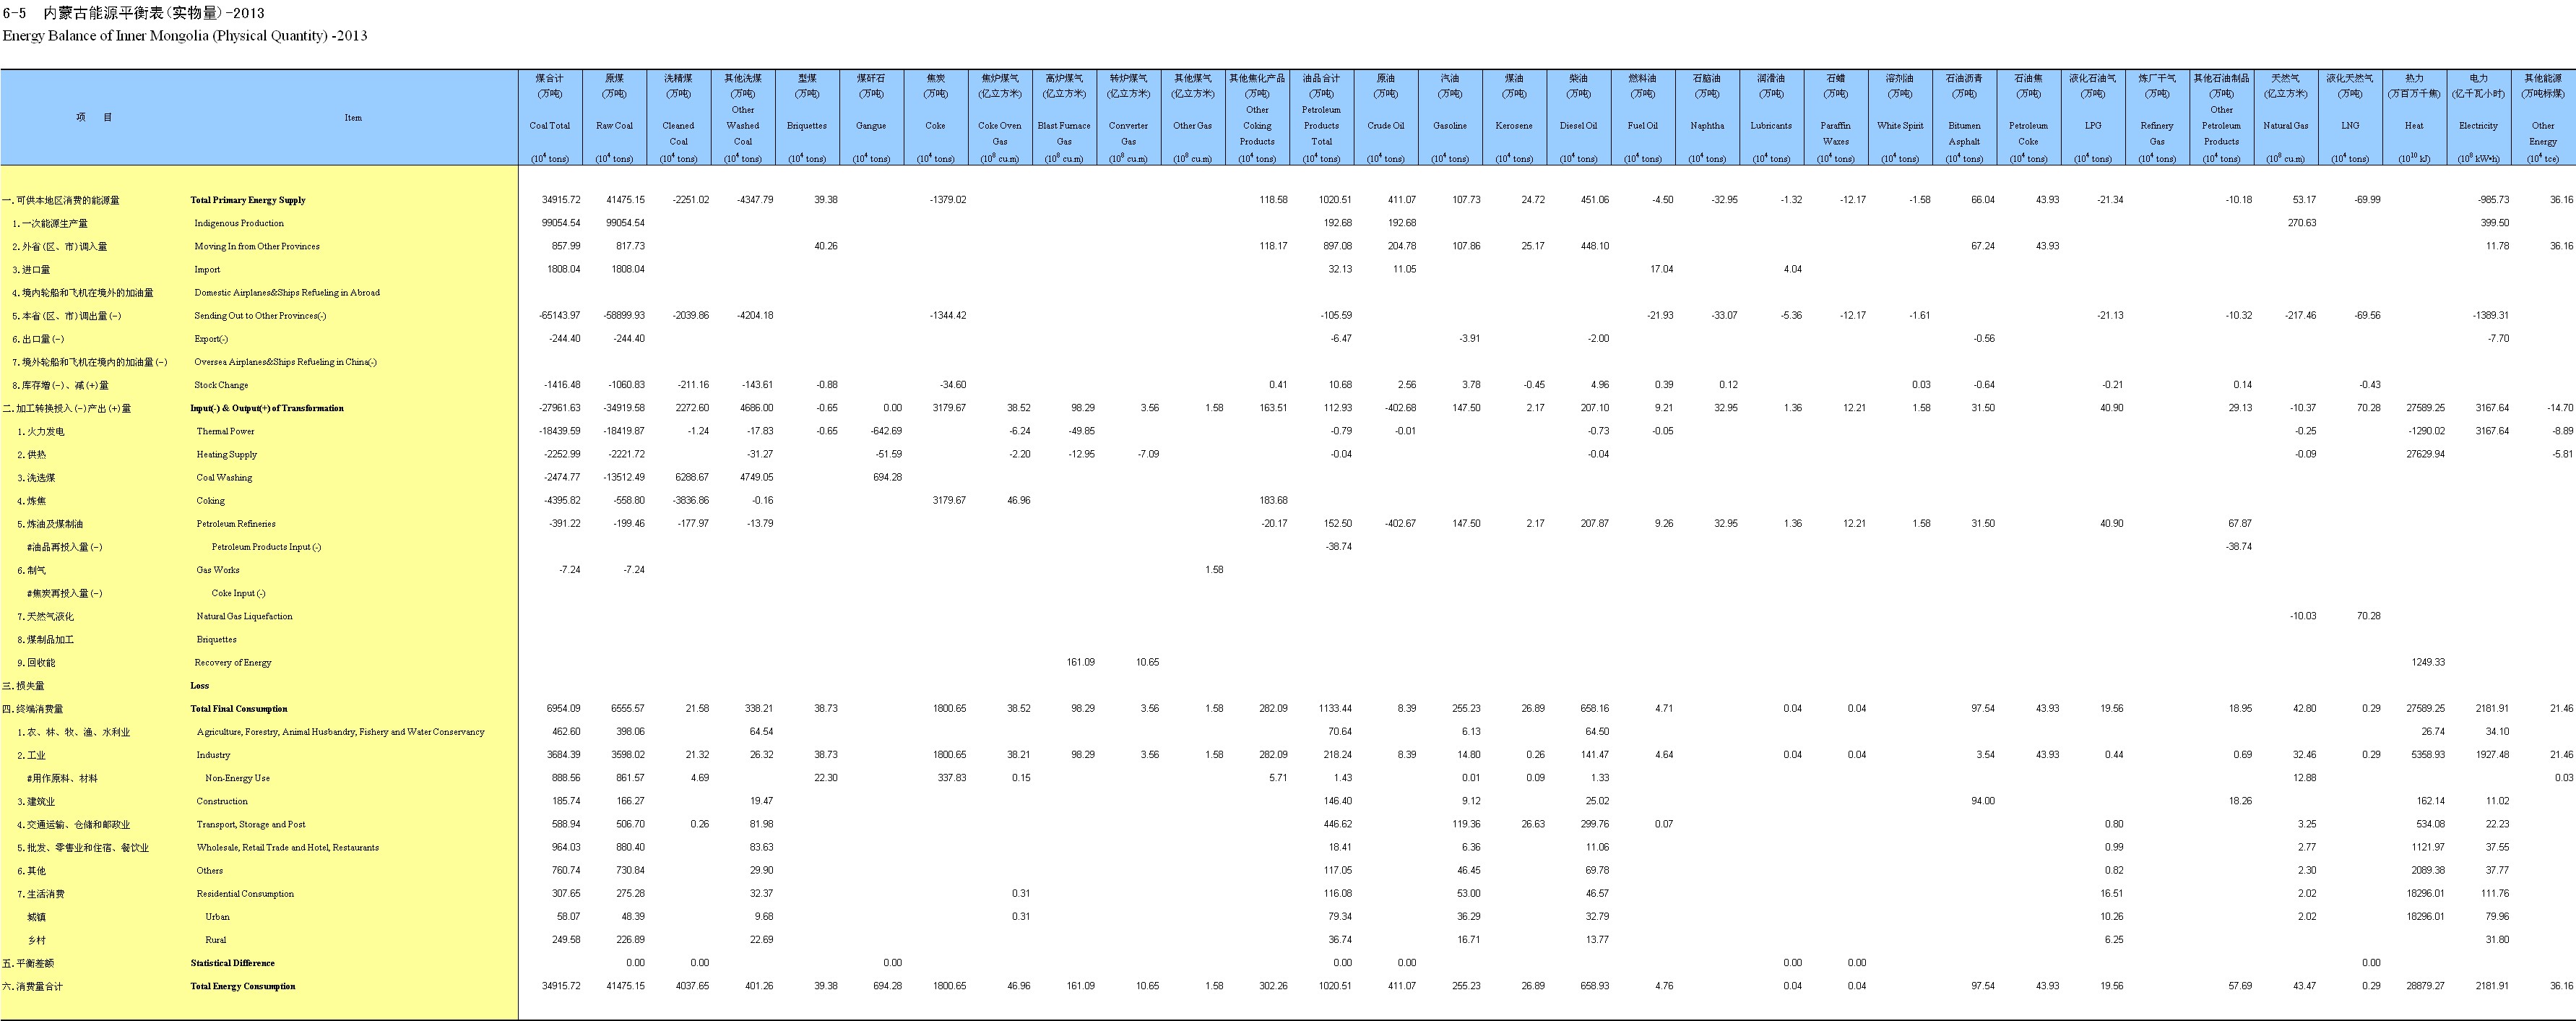 6-5 内蒙古能源平衡表(实物量)-2013
Energy Balance of Inner Mongolia (Physical Quantity) -2013
项 目 Item 煤合计 原煤 洗精煤 其他洗煤 型煤 煤矸石 焦炭 焦炉煤气 高炉煤气 转炉煤气 其他煤气 其他焦化产品 油品合计 原油 汽油 煤油 柴油 燃料油 石脑油 润滑油 石蜡 溶剂油 石油沥青 石油焦 液化石油气 炼厂干气 其他石油制品 天然气 液化天然气 热力 电力 其他能源
(万吨) (万吨) (万吨) (万吨) (万吨) (万吨) (万吨) (亿立方米) (亿立方米) (亿立方米) (亿立方米) (万吨) (万吨) (万吨) (万吨) (万吨) (万吨) (万吨) (万吨) (万吨) (万吨) (万吨) (万吨) (万吨) (万吨) (万吨) (万吨) (亿立方米) (万吨) (万百万千焦) (亿千瓦小时) (万吨标煤)
Coal Total Raw Coal Cleaned Coal Other Washed Coal Briquettes Gangue Coke Coke Oven Gas Blast Furnace Gas Converter Gas Other Gas Other Coking Products Petroleum Products Total Crude Oil Gasoline Kerosene Diesel Oil Fuel Oil Naphtha Lubricants Paraffin Waxes White Spirit Bitumen Asphalt Petroleum Coke LPG Refinery Gas Other Petroleum Products Natural Gas LNG Heat Electricity Other Energy
(10⁴ tons) (10⁴ tons) (10⁴ tons) (10⁴ tons) (10⁴ tons) (10⁴ tons) (10⁴ tons) (10⁸ cu.m) (10⁸ cu.m) (10⁸ cu.m) (10⁸ cu.m) (10⁴ tons) (10⁴ tons) (10⁴ tons) (10⁴ tons) (10⁴ tons) (10⁴ tons) (10⁴ tons) (10⁴ tons) (10⁴ tons) (10⁴ tons) (10⁴ tons) (10⁴ tons) (10⁴ tons) (10⁴ tons) (10⁴ tons) (10⁴ tons) (10⁸ cu.m) (10⁴ tons) (10¹⁰ kJ) (10⁸ kW•h) (10⁴ tce)
一.可供本地区消费的能源量 Total Primary Energy Supply 34915.72 41475.15 -2251.02 -4347.79 39.38 -1379.02 118.58 1020.51 411.07 107.73 24.72 451.06 -4.50 -32.95 -1.32 -12.17 -1.58 66.04 43.93 -21.34 -10.18 53.17 -69.99 -985.73 36.16
1.一次能源生产量 Indigenous Production 99054.54 99054.54 192.68 192.68 270.63 399.50
2.外省(区、市)调入量 Moving In from Other Provinces 857.99 817.73 40.26 118.17 897.08 204.78 107.86 25.17 448.10 67.24 43.93 11.78 36.16
3.进口量 Import 1808.04 1808.04 32.13 11.05 17.04 4.04
4.境内轮船和飞机在境外的加油量 Domestic Airplanes&Ships Refueling in Abroad
5.本省(区、市)调出量(-) Sending Out to Other Provinces(-) -65143.97 -58899.93 -2039.86 -4204.18 -1344.42 -105.59 -21.93 -33.07 -5.36 -12.17 -1.61 -21.13 -10.32 -217.46 -69.56 -1389.31
6.出口量(-) Export(-) -244.40 -244.40 -6.47 -3.91 -2.00 -0.56 -7.70
7.境外轮船和飞机在境内的加油量(-) Oversea Airplanes&Ships Refueling in China(-)
8.库存增(-)、减(+)量 Stock Change -1416.48 -1060.83 -211.16 -143.61 -0.88 -34.60 0.41 10.68 2.56 3.78 -0.45 4.96 0.39 0.12 0.03 -0.64 -0.21 0.14 -0.43
二.加工转换投入(-)产出(+)量 Input(-) & Output(+) of Transformation -27961.63 -34919.58 2272.60 4686.00 -0.65 0.00 3179.67 38.52 98.29 3.56 1.58 163.51 112.93 -402.68 147.50 2.17 207.10 9.21 32.95 1.36 12.21 1.58 31.50 40.90 29.13 -10.37 70.28 27589.25 3167.64 -14.70
1.火力发电 Thermal Power -18439.59 -18419.87 -1.24 -17.83 -0.65 -642.69 -6.24 -49.85 -0.79 -0.01 -0.73 -0.05 -0.25 -1290.02 3167.64 -8.89
2.供热 Heating Supply -2252.99 -2221.72 -31.27 -51.59 -2.20 -12.95 -7.09 -0.04 -0.04 -0.09 27629.94 -5.81
3.洗选煤 Coal Washing -2474.77 -13512.49 6288.67 4749.05 694.28
4.炼焦 Coking -4395.82 -558.80 -3836.86 -0.16 3179.67 46.96 183.68
5.炼油及煤制油 Petroleum Refineries -391.22 -199.46 -177.97 -13.79 -20.17 152.50 -402.67 147.50 2.17 207.87 9.26 32.95 1.36 12.21 1.58 31.50 40.90 67.87
#油品再投入量(-) Petroleum Products Input (-) -38.74 -38.74
6.制气 Gas Works -7.24 -7.24 1.58
#焦炭再投入量(-) Coke Input (-)
7.天然气液化 Natural Gas Liquefaction -10.03 70.28
8.煤制品加工 Briquettes
9.回收能 Recovery of Energy 161.09 10.65 1249.33
三.损失量 Loss
四.终端消费量 Total Final Consumption 6954.09 6555.57 21.58 338.21 38.73 1800.65 38.52 98.29 3.56 1.58 282.09 1133.44 8.39 255.23 26.89 658.16 4.71 0.04 0.04 97.54 43.93 19.56 18.95 42.80 0.29 27589.25 2181.91 21.46
1.农、林、牧、渔、水利业 Agriculture, Forestry, Animal Husbandry, Fishery and Water Conservancy 462.60 398.06 64.54 70.64 6.13 64.50 26.74 34.10
2.工业 Industry 3684.39 3598.02 21.32 26.32 38.73 1800.65 38.21 98.29 3.56 1.58 282.09 218.24 8.39 14.80 0.26 141.47 4.64 0.04 0.04 3.54 43.93 0.44 0.69 32.46 0.29 5358.93 1927.48 21.46
#用作原料、材料 Non-Energy Use 888.56 861.57 4.69 22.30 337.83 0.15 5.71 1.43 0.01 0.09 1.33 12.88 0.03
3.建筑业 Construction 185.74 166.27 19.47 146.40 9.12 25.02 94.00 18.26 162.14 11.02
4.交通运输、仓储和邮政业 Transport, Storage and Post 588.94 506.70 0.26 81.98 446.62 119.36 26.63 299.76 0.07 0.80 3.25 534.08 22.23
5.批发、零售业和住宿、餐饮业 Wholesale, Retail Trade and Hotel, Restaurants 964.03 880.40 83.63 18.41 6.36 11.06 0.99 2.77 1121.97 37.55
6.其他 Others 760.74 730.84 29.90 117.05 46.45 69.78 0.82 2.30 2089.38 37.77
7.生活消费 Residential Consumption 307.65 275.28 32.37 0.31 116.08 53.00 46.57 16.51 2.02 18296.01 111.76
城镇 Urban 58.07 48.39 9.68 0.31 79.34 36.29 32.79 10.26 2.02 18296.01 79.96
乡村 Rural 249.58 226.89 22.69 36.74 16.71 13.77 6.25 31.80
五.平衡差额 Statistical Difference 0.00 0.00 0.00 0.00 0.00 0.00 0.00 0.00
六.消费量合计 Total Energy Consumption 34915.72 41475.15 4037.65 401.26 39.38 694.28 1800.65 46.96 161.09 10.65 1.58 302.26 1020.51 411.07 255.23 26.89 658.93 4.76 0.04 0.04 97.54 43.93 19.56 57.69 43.47 0.29 28879.27 2181.91 36.16